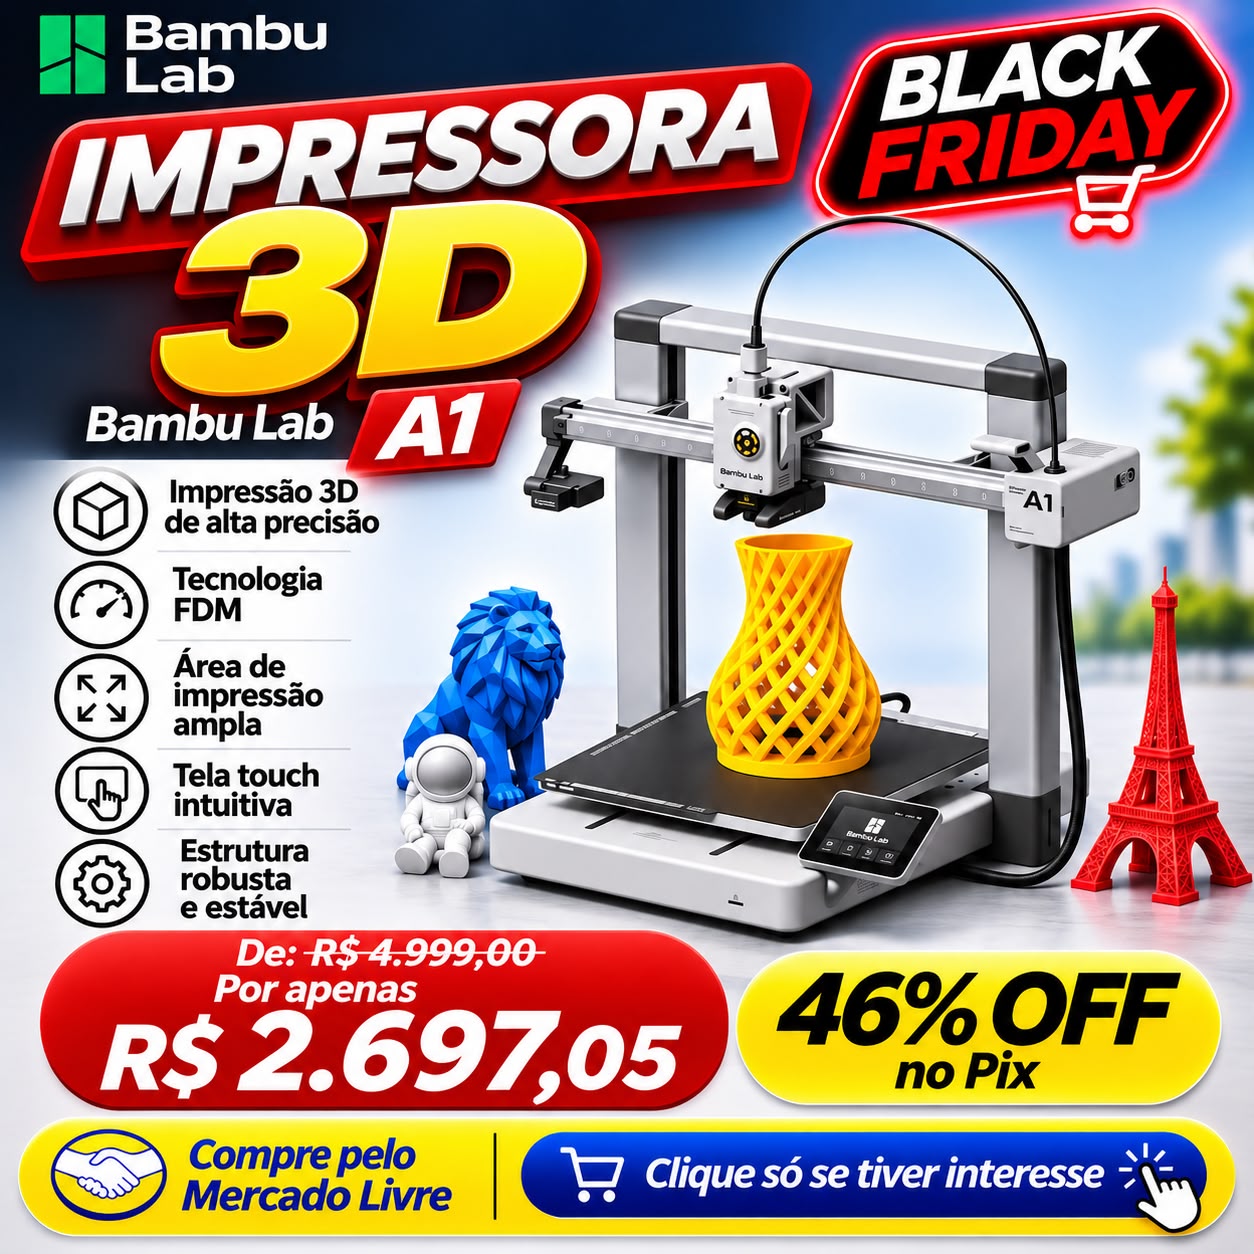 Bambu
Lab
BLACK
FRIDAY
IMPRESSORA
3D
Bambu Lab
A1
Impressão 3D
de alta precisão
Tecnologia
FDM
Área de
impressão
ampla
Tela touch
intuitiva
Estrutura
robusta
e estável
Bambu Lab
A1
Bambu Lab
De: R$ 4.999,00
Por apenas
R$ 2.697,05
46% OFF
no Pix
Compre pelo
Mercado Livre
Clique só se tiver interesse